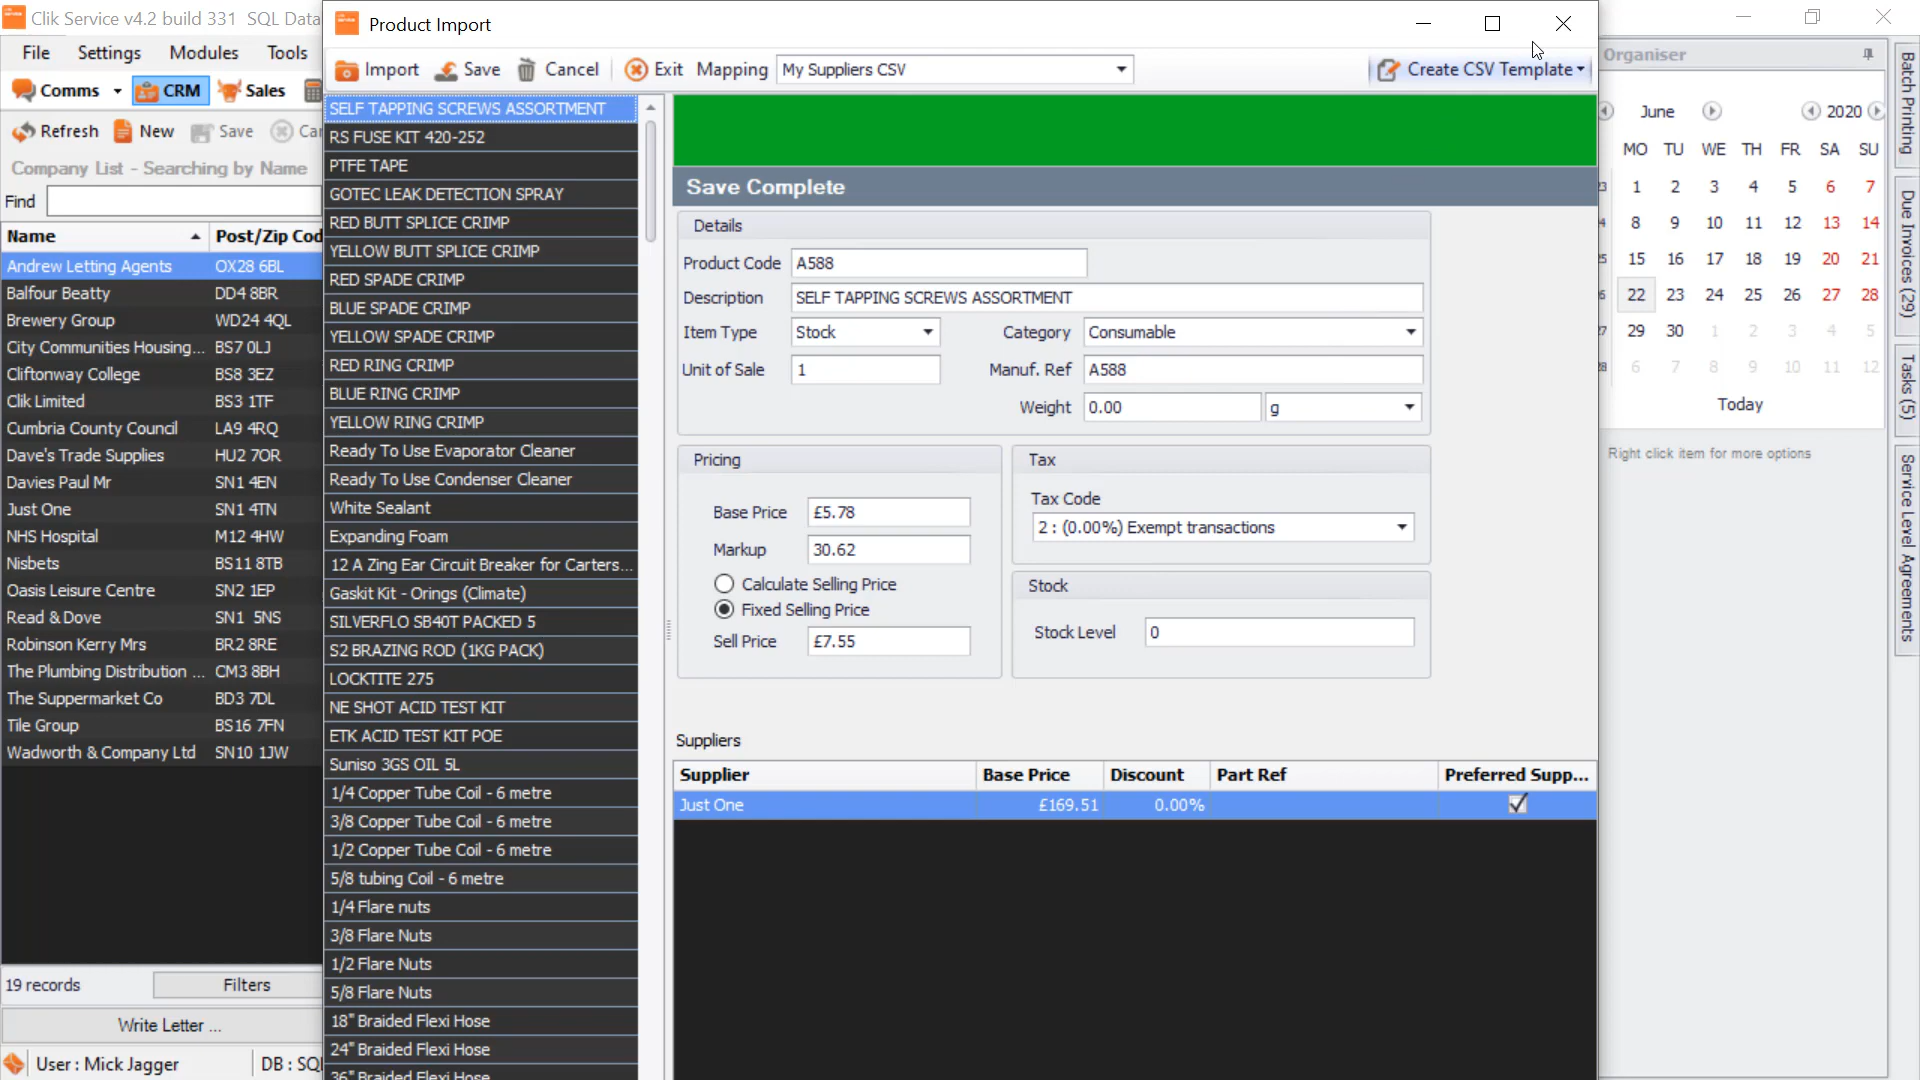 Clik Service v4.2 build 331 SQL Data
File Settings Modules Tools
Comms CRM Sales
Refresh New Save Can
Company List - Searching by Name
Find
Name Post/Zip Cod
Andrew Letting Agents OX28 6BL
Balfour Beatty DD4 8BR
Brewery Group WD24 4QL
City Communities Housing... BS7 0LJ
Cliftonway College BS8 3EZ
Clik Limited BS3 1TF
Cumbria County Council LA9 4RQ
Dave's Trade Supplies HU2 7OR
Davies Paul Mr SN1 4EN
Just One SN1 4TN
NHS Hospital M12 4HW
Nisbets BS11 8TB
Oasis Leisure Centre SN2 1EP
Read & Dove SN1 5NS
Robinson Kerry Mrs BR2 8RE
The Plumbing Distribution ... CM3 8BH
The Suppermarket Co BD3 7DL
Tile Group BS16 7FN
Wadworth & Company Ltd SN10 1JW
19 records Filters
Write Letter ...
User : Mick Jagger DB : SQL
Product Import
Import Save Cancel Exit Mapping My Suppliers CSV Create CSV Template
SELF TAPPING SCREWS ASSORTMENT
RS FUSE KIT 420-252
PTFE TAPE
GOTEC LEAK DETECTION SPRAY
RED BUTT SPLICE CRIMP
YELLOW BUTT SPLICE CRIMP
RED SPADE CRIMP
BLUE SPADE CRIMP
YELLOW SPADE CRIMP
RED RING CRIMP
BLUE RING CRIMP
YELLOW RING CRIMP
Ready To Use Evaporator Cleaner
Ready To Use Condenser Cleaner
White Sealant
Expanding Foam
12 A Zing Ear Circuit Breaker for Carters...
Gaskit Kit - Orings (Climate)
SILVERFLO SB40T PACKED 5
S2 BRAZING ROD (1KG PACK)
LOCKTITE 275
NE SHOT ACID TEST KIT
ETK ACID TEST KIT POE
Suniso 3GS OIL 5L
1/4 Copper Tube Coil - 6 metre
3/8 Copper Tube Coil - 6 metre
1/2 Copper Tube Coil - 6 metre
5/8 tubing Coil - 6 metre
1/4 Flare nuts
3/8 Flare Nuts
1/2 Flare Nuts
5/8 Flare Nuts
18" Braided Flexi Hose
24" Braided Flexi Hose
36" Braided Flexi Hose
Save Complete
Details
Product Code A588
Description SELF TAPPING SCREWS ASSORTMENT
Item Type Stock Category Consumable
Unit of Sale 1 Manuf. Ref A588
Weight 0.00 g
Pricing
Base Price £5.78
Markup 30.62
Calculate Selling Price
Fixed Selling Price
Sell Price £7.55
Tax
Tax Code
2 : (0.00%) Exempt transactions
Stock
Stock Level 0
Suppliers
Supplier Base Price Discount Part Ref Preferred Supp...
Just One £169.51 0.00%
Organiser
June 2020
MO TU WE TH FR SA SU
1 2 3 4 5 6 7
8 9 10 11 12 13 14
15 16 17 18 19 20 21
22 23 24 25 26 27 28
29 30 1 2 3 4 5
6 7 8 9 10 11 12
Today
Right click item for more options
Batch Printing
Due Invoices (29)
Tasks (5)
Service Level Agreements